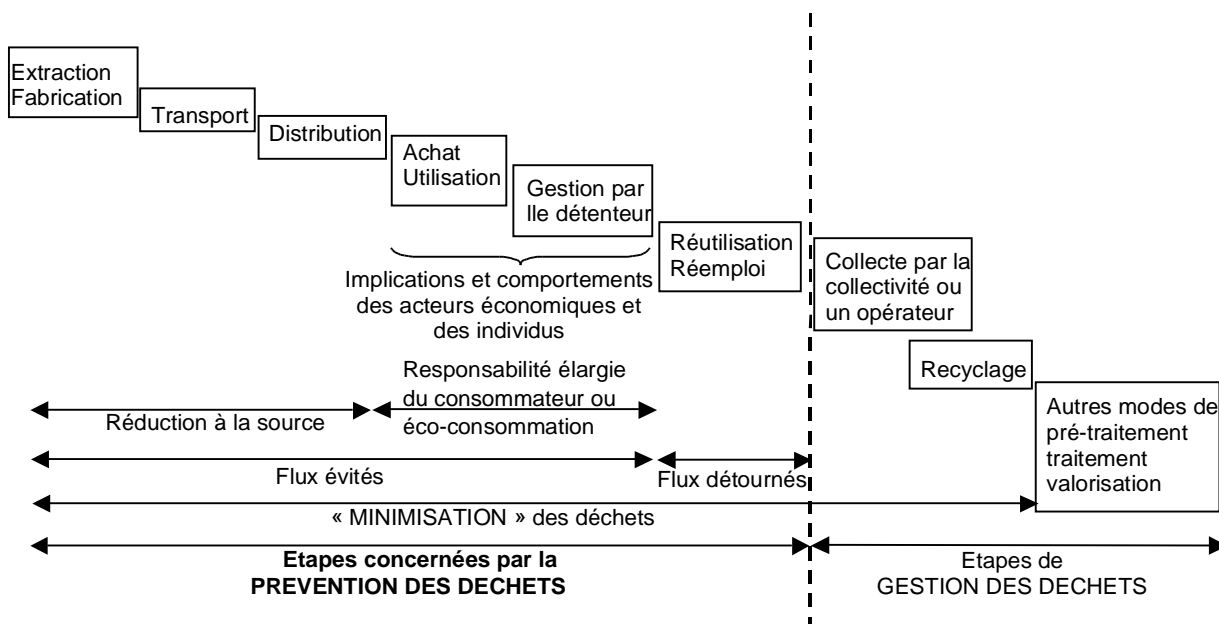 Extraction
Fabrication
Transport
Distribution
Achat
Utilisation
Gestion par
lle détenteur
Réutilisation
Réemploi
Collecte par la
collectivité ou
un opérateur
Recyclage
Autres modes de
pré-traitement
traitement
valorisation
Implications et comportements
des acteurs économiques et
des individus
Responsabilité élargie
du consommateur ou
éco-consommation
Réduction à la source
Flux évités
Flux détournés
« MINIMISATION » des déchets
Etapes concernées par la
PREVENTION DES DECHETS
Etapes de
GESTION DES DECHETS